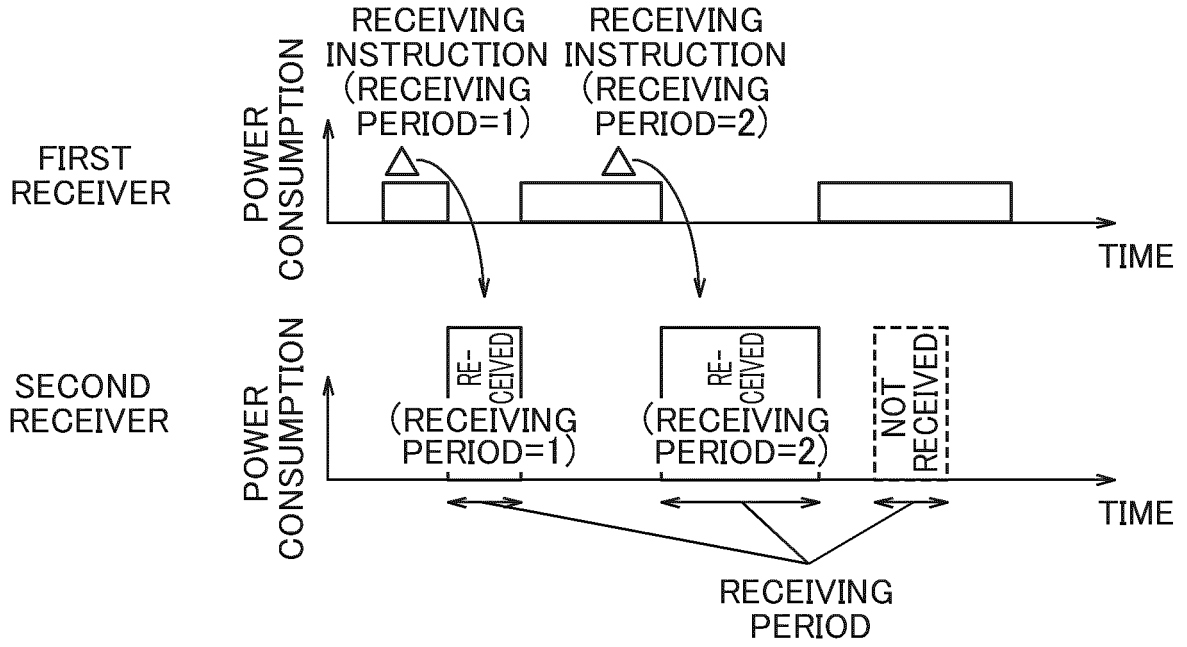 RECEIVING
INSTRUCTION
(RECEIVING
PERIOD=1)
RECEIVING
INSTRUCTION
(RECEIVING
PERIOD=2)
FIRST
RECEIVER
POWER
CONSUMPTION
TIME
SECOND
RECEIVER
POWER
CONSUMPTION
RE-
CEIVED
(RECEIVING
PERIOD=1)
RE-
CEIVED
(RECEIVING
PERIOD=2)
NOT
RECEIVED
TIME
RECEIVING
PERIOD